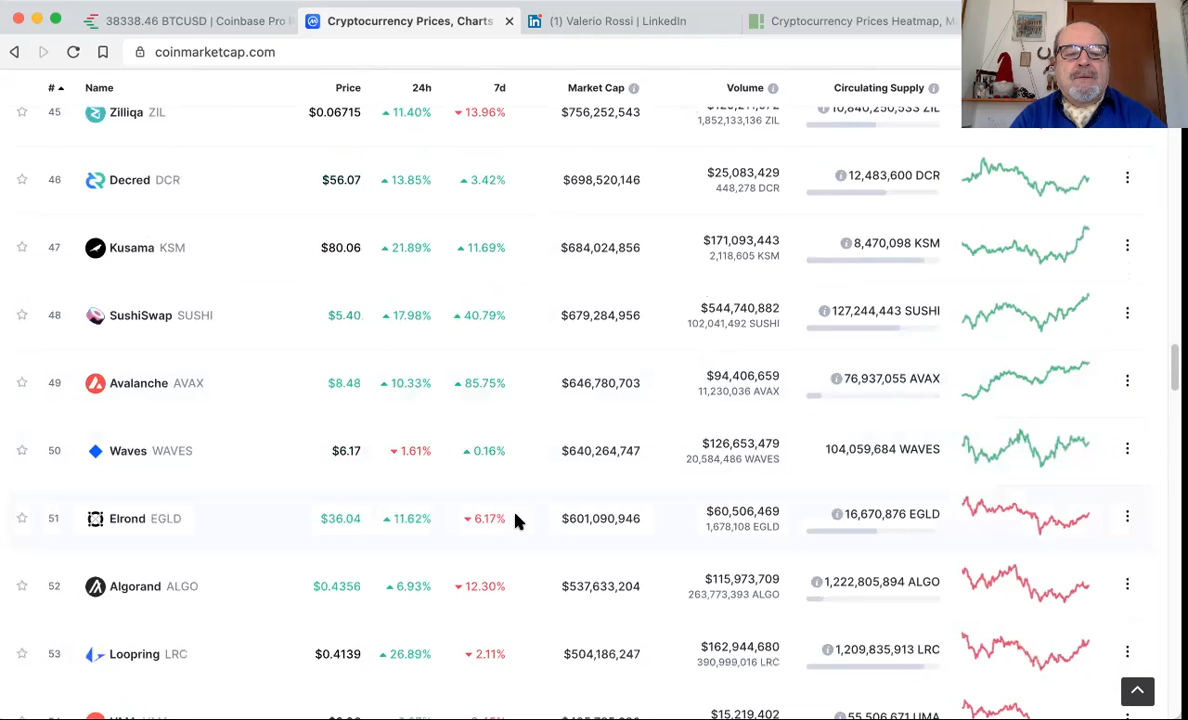 38338.46 BTCUSD | Coinbase Pro
Cryptocurrency Prices, Charts
(1) Valerio Rossi | LinkedIn
Cryptocurrency Prices Heatmap, M
coinmarketcap.com
# Name Price 24h 7d Market Cap Volume Circulating Supply
45 Zilliqa ZIL $0.06715 11.40% 13.96% $756,252,543
1,852,133,136 ZIL
46 Decred DCR $56.07 13.85% 3.42% $698,520,146 $25,083,429 12,483,600 DCR
448,278 DCR
47 Kusama KSM $80.06 21.89% 11.69% $684,024,856 $171,093,443 8,470,098 KSM
2,118,605 KSM
48 SushiSwap SUSHI $5.40 17.98% 40.79% $679,284,956 $544,740,882 127,244,443 SUSHI
102,041,492 SUSHI
49 Avalanche AVAX $8.48 10.33% 85.75% $646,780,703 $94,406,659 76,937,055 AVAX
11,230,036 AVAX
50 Waves WAVES $6.17 1.61% 0.16% $640,264,747 $126,653,479 104,059,684 WAVES
20,584,486 WAVES
51 Elrond EGLD $36.04 11.62% 6.17% $601,090,946 $60,506,469 16,670,876 EGLD
1,678,108 EGLD
52 Algorand ALGO $0.4356 6.93% 12.30% $537,633,204 $115,973,709 1,222,805,894 ALGO
263,773,393 ALGO
53 Loopring LRC $0.4139 26.89% 2.11% $504,186,247 $162,944,680 1,209,835,913 LRC
390,999,016 LRC
$15,219,402 55,506,671 UMA